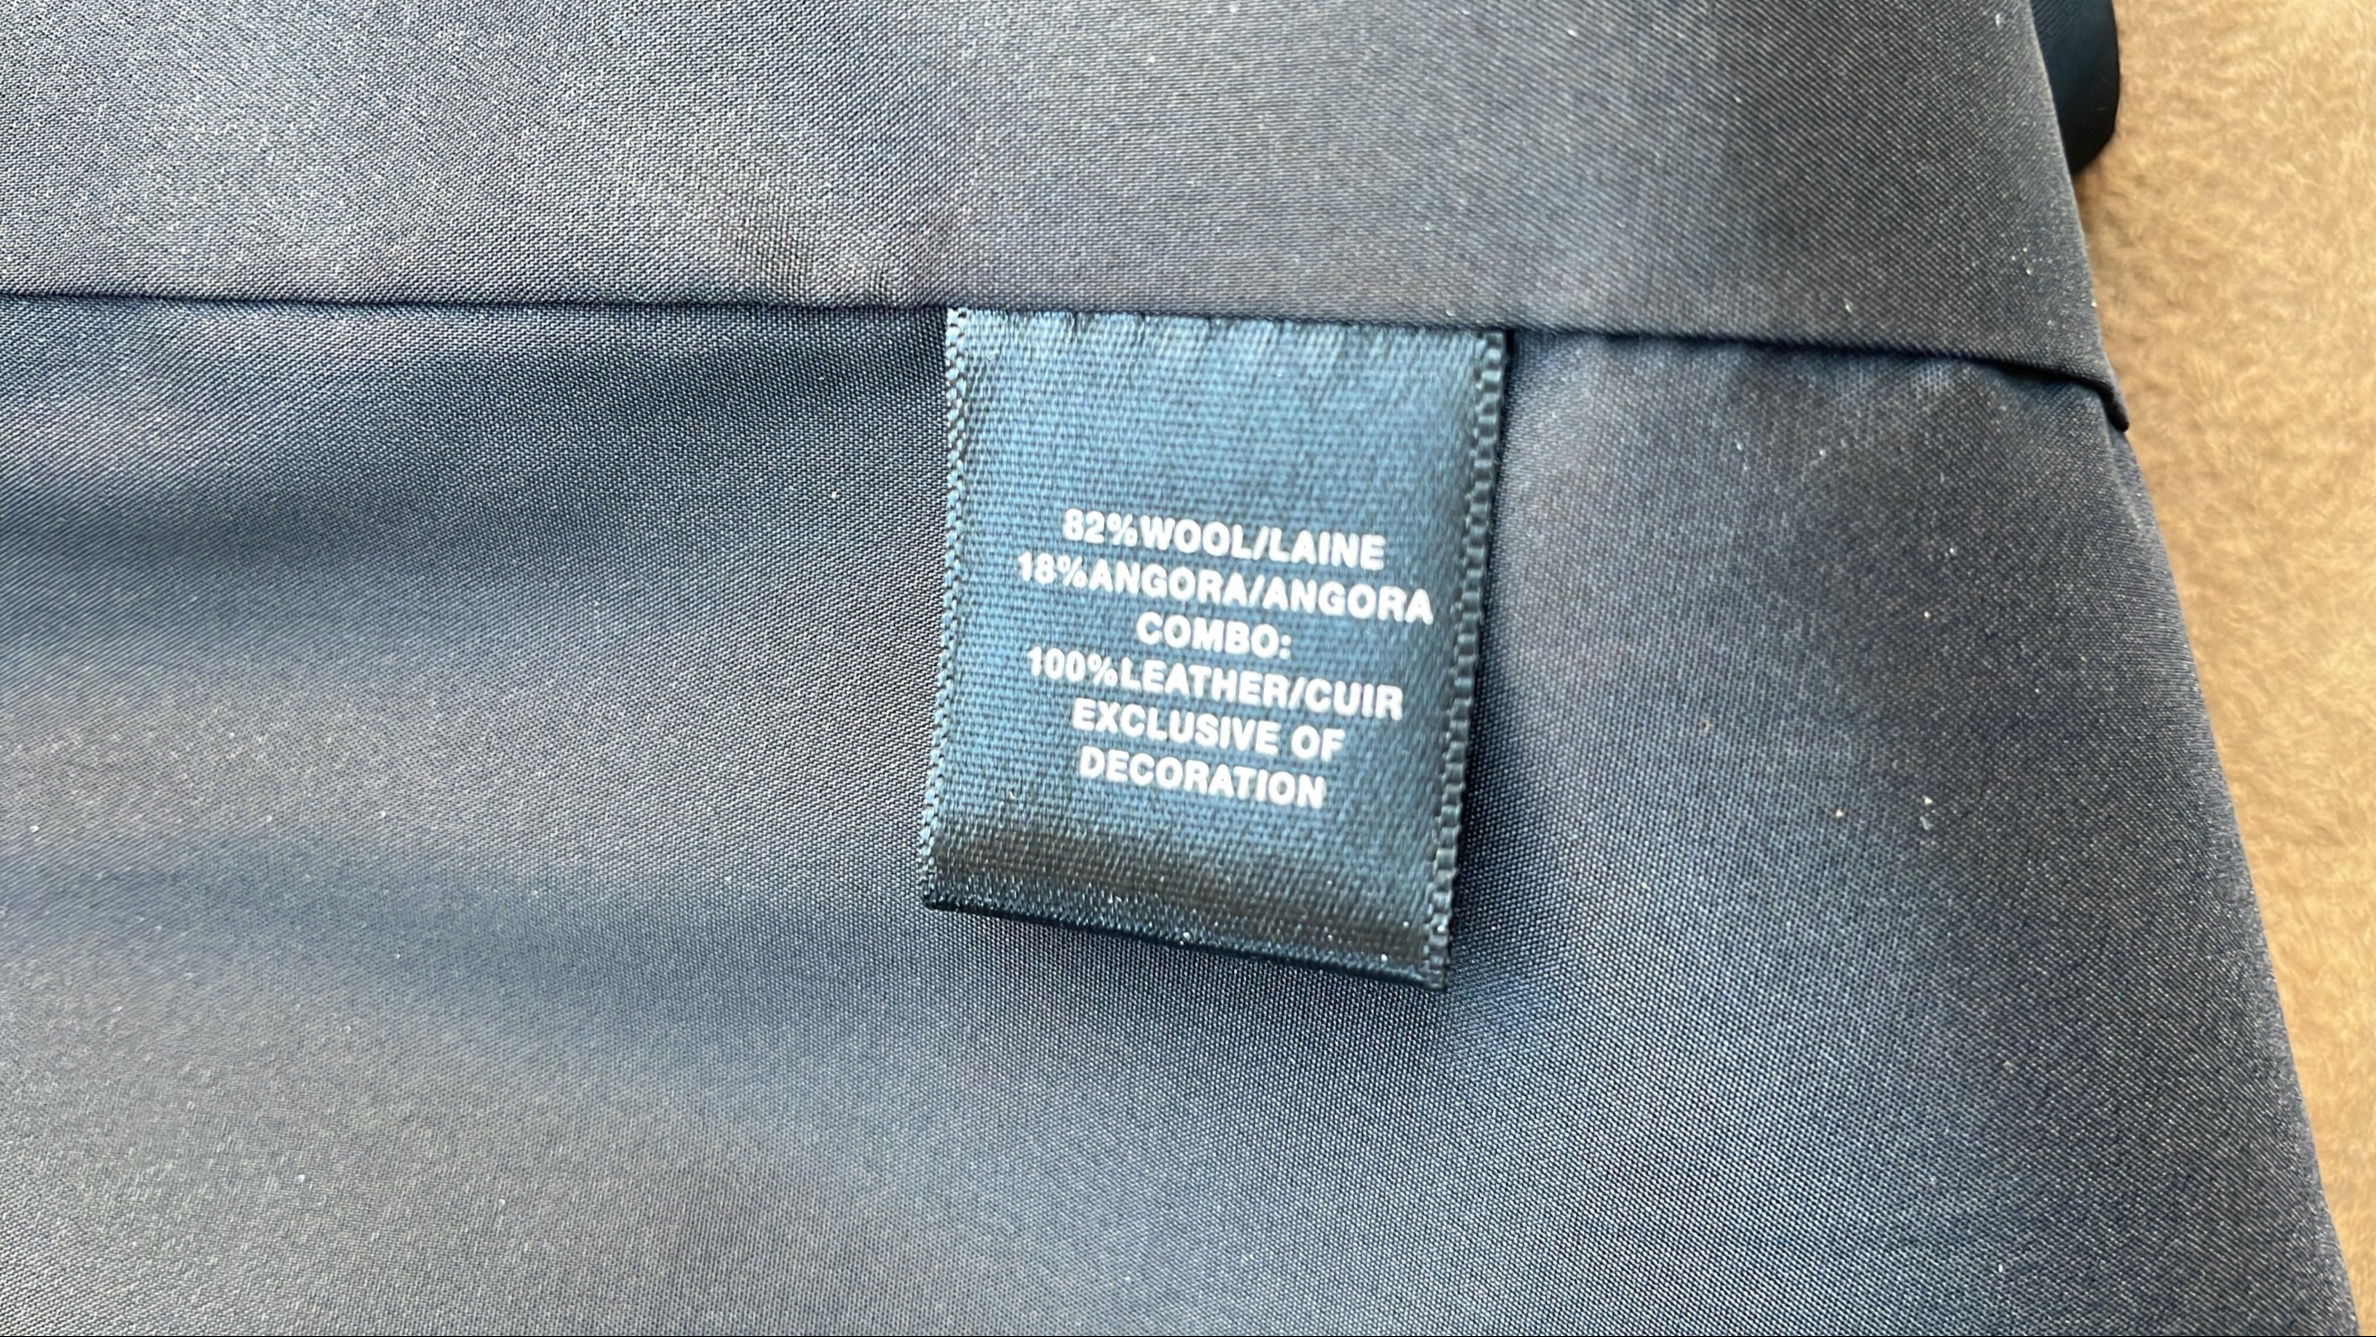 82%WOOL/LAINE
18%ANGORA/ANGORA
COMBO:
100%LEATHER/CUIR
EXCLUSIVE OF
DECORATION